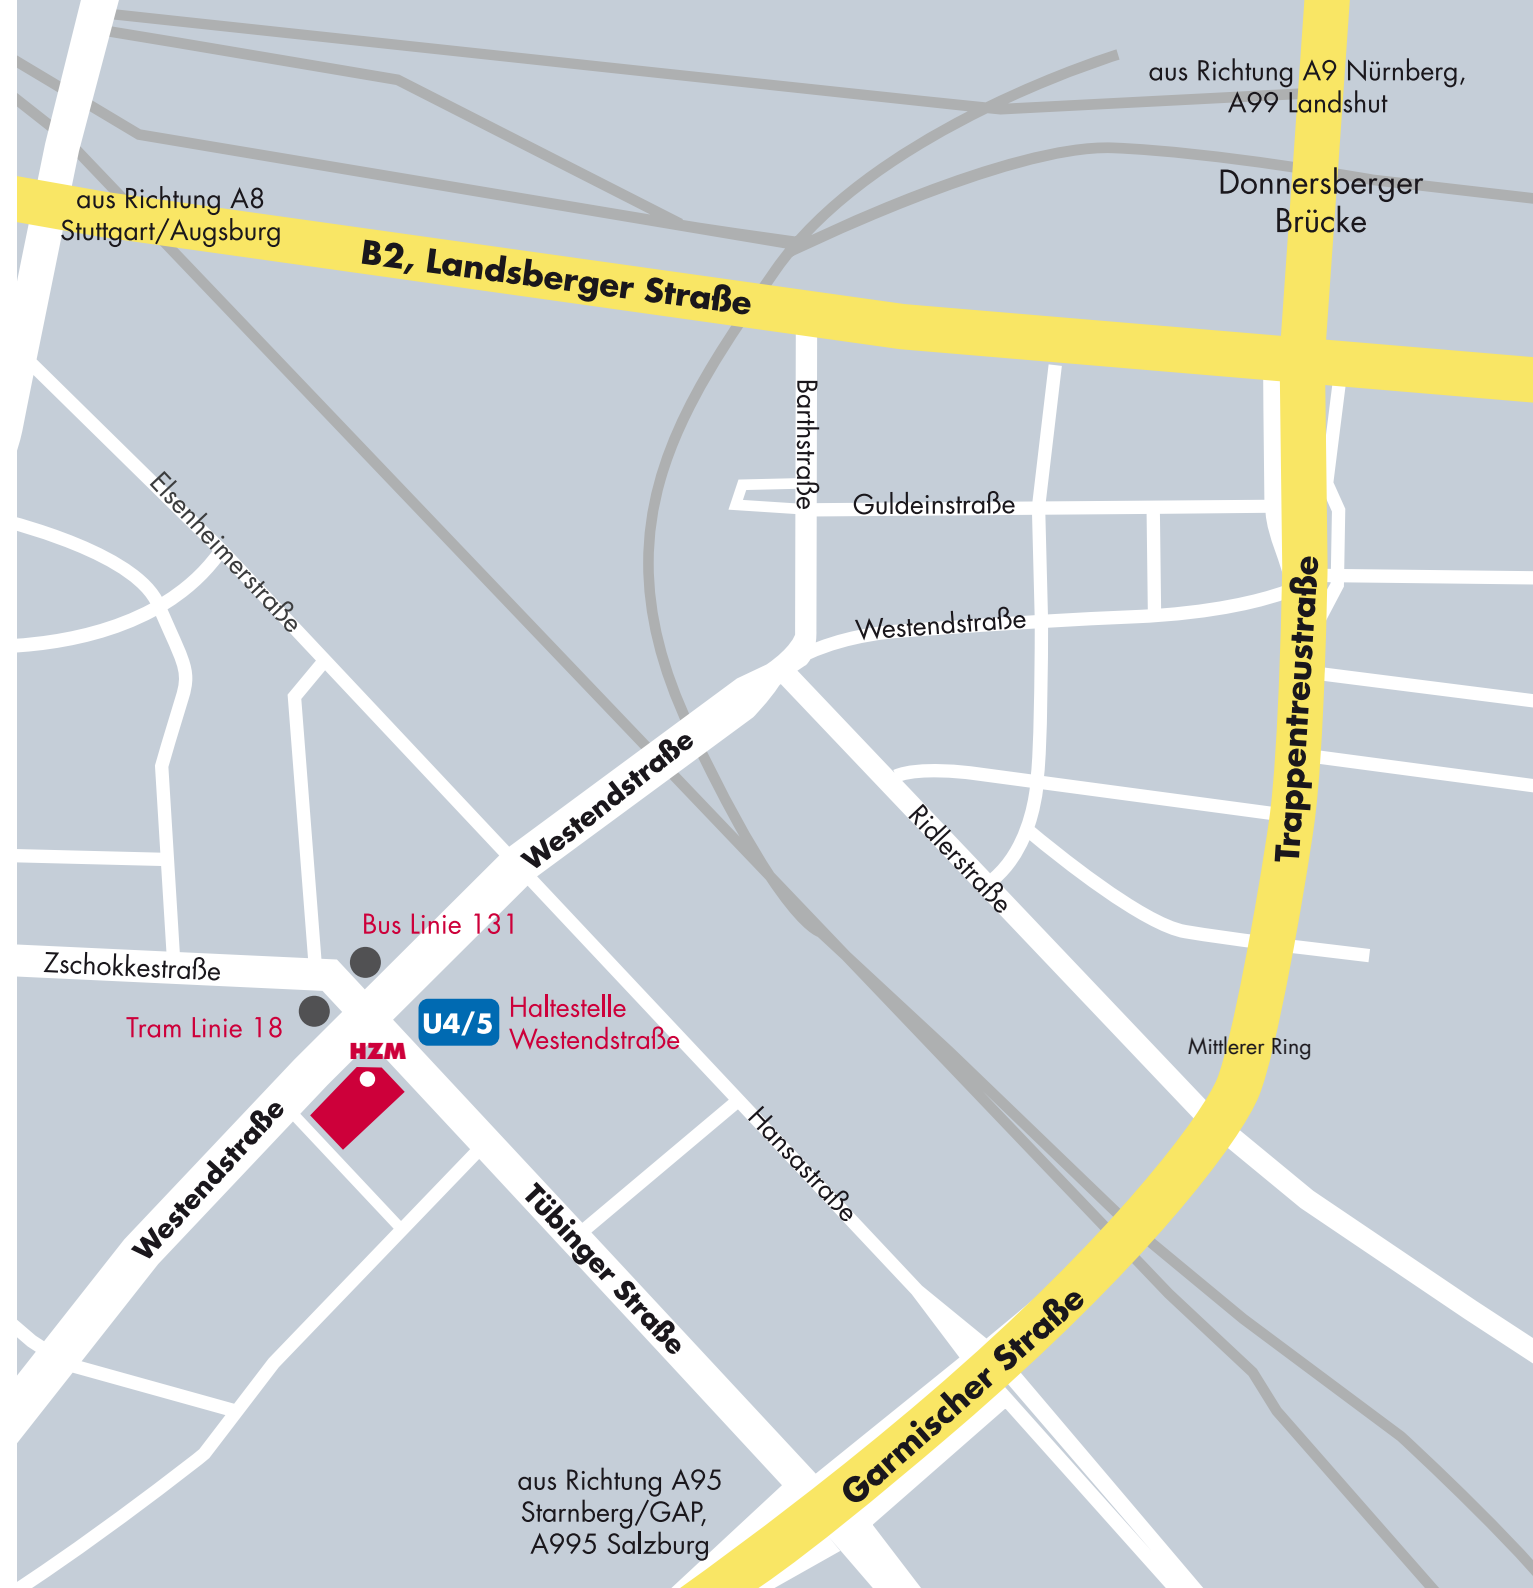 aus Richtung A9 Nürnberg,
A99 Landshut
Donnersberger
Brücke
aus Richtung A8
Stuttgart/Augsburg
B2, Landsberger Straße
Barthstraße
Guldeinstraße
Elsenheimerstraße
Westendstraße
Trappentreustraße
Westendstraße
Ridlerstraße
Bus Linie 131
Zschokkestraße
Tram Linie 18
U4/5
Haltestelle
Westendstraße
HZM
Mittlerer Ring
Westendstraße
Hansastraße
Tübinger Straße
Garmischer Straße
aus Richtung A95
Starnberg/GAP,
A995 Salzburg